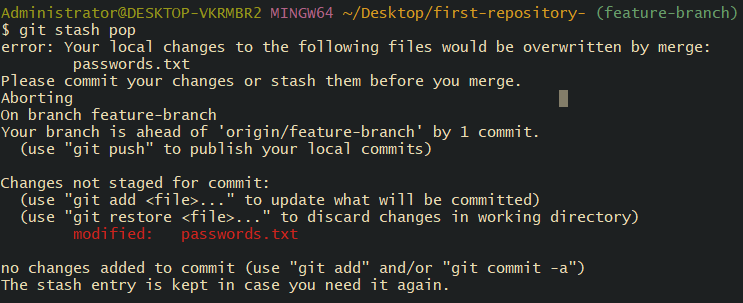 Administrator@DESKTOP-VKRMBR2 MINGW64 ~/Desktop/first-repository- (feature-branch)
$ git stash pop
error: Your local changes to the following files would be overwritten by merge:
        passwords.txt
Please commit your changes or stash them before you merge.
Aborting
On branch feature-branch
Your branch is ahead of 'origin/feature-branch' by 1 commit.
  (use "git push" to publish your local commits)

Changes not staged for commit:
  (use "git add <file>..." to update what will be committed)
  (use "git restore <file>..." to discard changes in working directory)
        modified:   passwords.txt

no changes added to commit (use "git add" and/or "git commit -a")
The stash entry is kept in case you need it again.